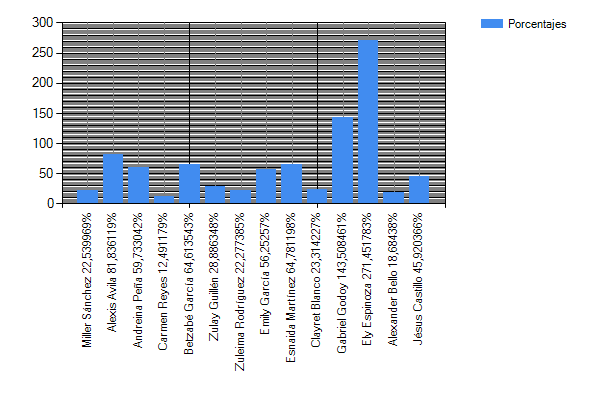 300
250
200
150
100
50
0
Porcentajes
Miller Sánchez 22,539969%
Alexis Avila 81,836119%
Andreina Peña 59,733042%
Carmen Reyes 12,491179%
Betzabé García 64,613543%
Zulay Guillén 28,886348%
Zuleima Rodríguez 22,277385%
Emily García 56,25257%
Esnaida Martínez 64,781198%
Clayret Blanco 23,314227%
Gabriel Godoy 143,508461%
Ely Espinoza 271,451783%
Alexander Bello 18,68438%
Jésus Castillo 45,920366%